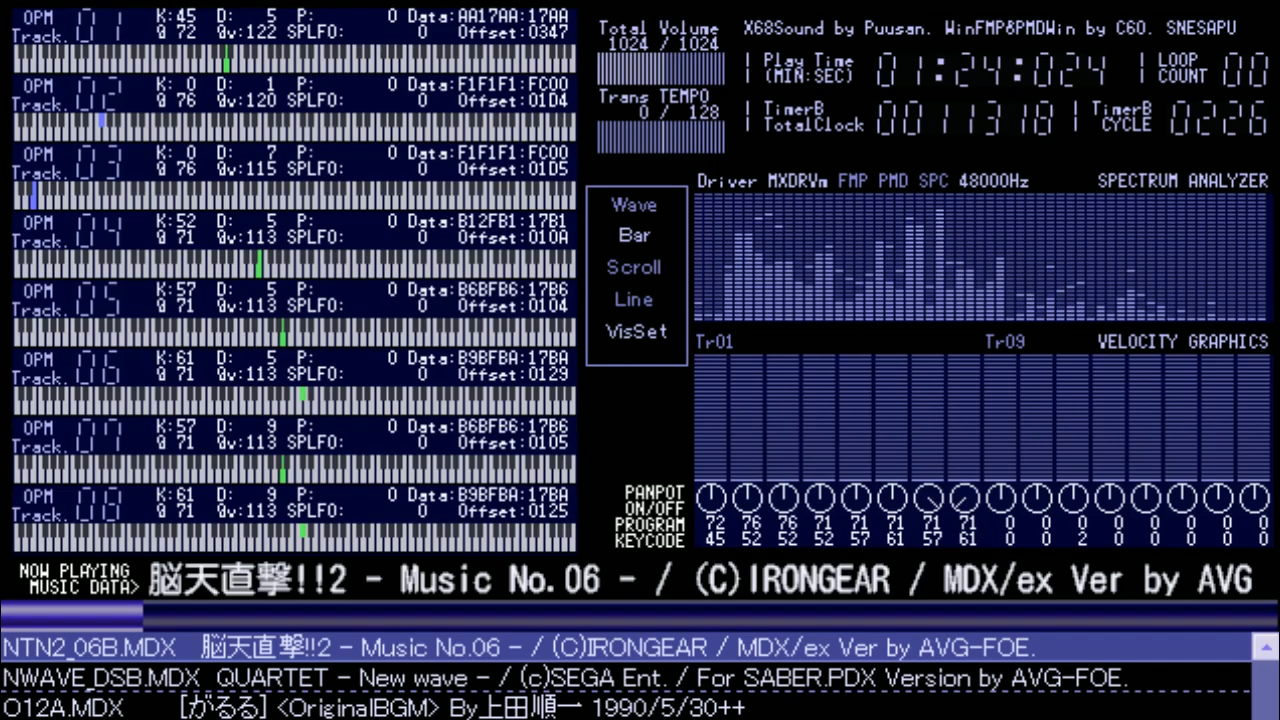 OPM Track. 01 K:45 D: 5 P: 0 Data:AA17AA:17AA
@ 72 @v:122 SPLFO: 0 Offset:0347
OPM Track. 02 K: 0 D: 1 P: 0 Data:F1F1F1:FC00
@ 76 @v:120 SPLFO: 0 Offset:01D4
OPM Track. 03 K: 0 D: 7 P: 0 Data:F1F1F1:FC00
@ 76 @v:115 SPLFO: 0 Offset:01D5
OPM Track. 04 K:52 D: 5 P: 0 Data:B12FB1:17B1
@ 71 @v:113 SPLFO: 0 Offset:010A
OPM Track. 05 K:57 D: 5 P: 0 Data:B6BFB6:17B6
@ 71 @v:113 SPLFO: 0 Offset:0104
OPM Track. 06 K:61 D: 5 P: 0 Data:B9BFBA:17BA
@ 71 @v:113 SPLFO: 0 Offset:0129
OPM Track. 07 K:57 D: 9 P: 0 Data:B6BFB6:17B6
@ 71 @v:113 SPLFO: 0 Offset:0105
OPM Track. 08 K:61 D: 9 P: 0 Data:B9BFBA:17BA
@ 71 @v:113 SPLFO: 0 Offset:0125
Total Volume
1024 / 1024
Trans TEMPO
0 / 128
X68Sound by Puusan. WinFMP&PMDWin by C60. SNESAPU
Play Time (MIN:SEC) 01:24:024 LOOP COUNT 00
TimerB TotalClock 0011318 TimerB CYCLE 0226
Driver MXDRVm FMP PMD SPC 48000Hz SPECTRUM ANALYZER
Wave
Bar
Scroll
Line
VisSet
Tr01 Tr09 VELOCITY GRAPHICS
PANPOT
ON/OFF
PROGRAM 72 76 76 71 71 71 71 71 0 0 0 0 0 0 0 0
KEYCODE 45 52 52 52 57 61 57 61 0 0 2 0 0 0 0 0
NOW PLAYING
MUSIC DATA> 脳天直撃!!2 - Music No.06 - / (C)IRONGEAR / MDX/ex Ver by AVG
NTN2_06B.MDX 脳天直撃!!2 - Music No.06 - / (C)IRONGEAR / MDX/ex Ver by AVG-FOE.
NWAVE_DSB.MDX QUARTET - New wave - / (c)SEGA Ent. / For SABER.PDX Version by AVG-FOE.
O12A.MDX [がるる] <OriginalBGM> By上田順一 1990/5/30++